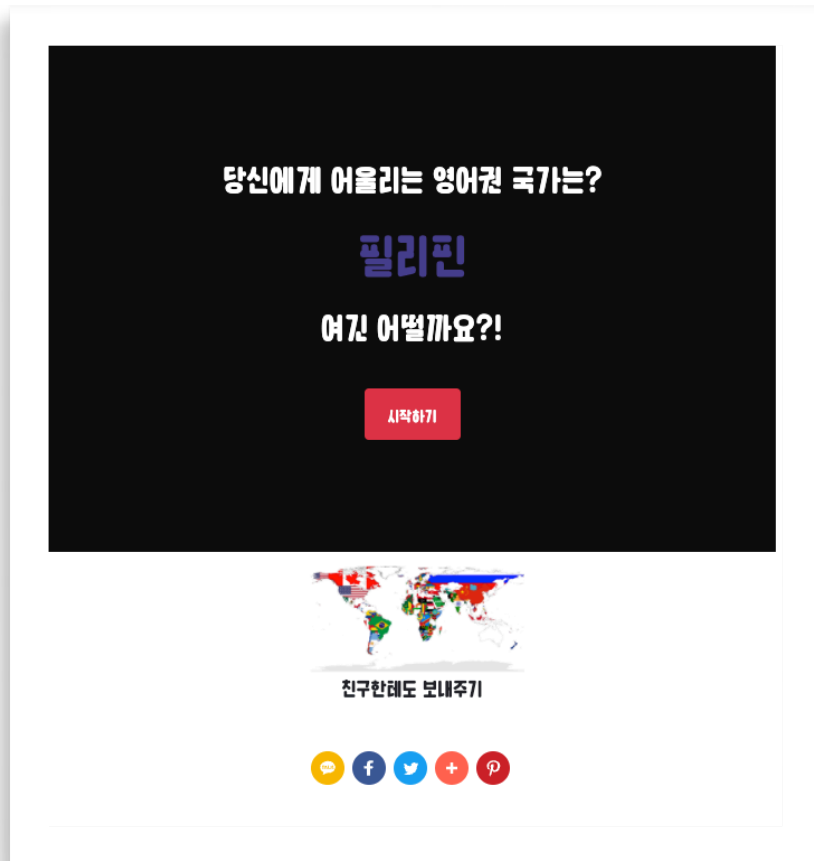 당신에게 어울리는 영어권 국가는?
필리핀
여긴 어떨까요?!
시작하기
친구한테도 보내주기
TALK